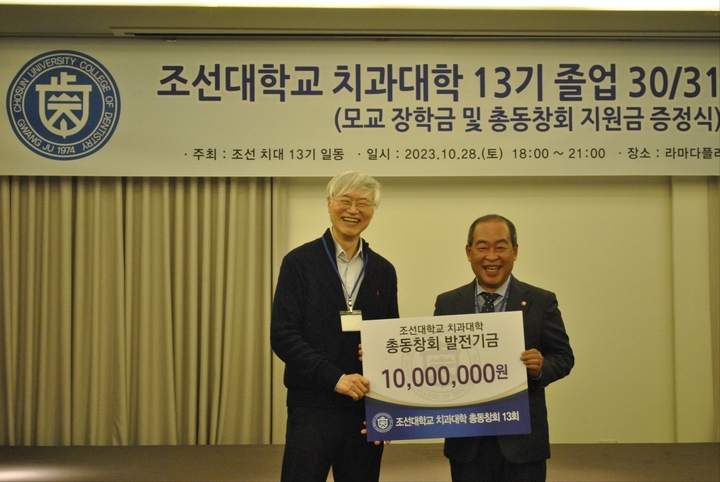 조선대학교 치과대학 13기 졸업 30/31
(모교 장학금 및 총동창회 지원금 증정식)
· 주최 : 조선 치대 13기 일동 · 일시 : 2023.10.28.(토) 18:00 ~ 21:00 · 장소 : 라마다플라
CHOSUN UNIVERSITY COLLEGE OF DENTISTRY
GWANG JU 1974
조선대학교 치과대학
총동창회 발전기금
10,000,000원
조선대학교 치과대학 총동창회 13회